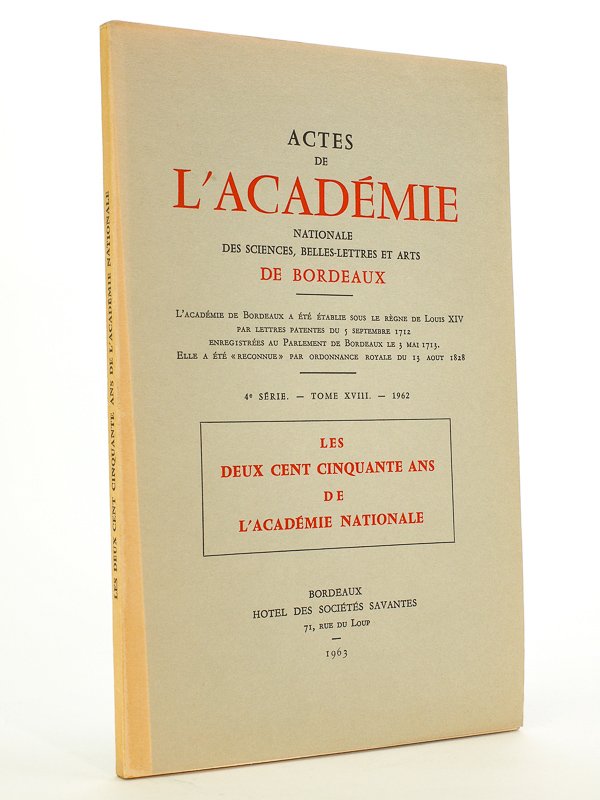 ACTES
DE
L'ACADÉMIE
NATIONALE
DES SCIENCES, BELLES-LETTRES ET ARTS
DE BORDEAUX
L'ACADÉMIE DE BORDEAUX A ÉTÉ ÉTABLIE SOUS LE RÈGNE DE LOUIS XIV
PAR LETTRES PATENTES DU 5 SEPTEMBRE 1712
ENREGISTRÉES AU PARLEMENT DE BORDEAUX LE 3 MAI 1713.
ELLE A ÉTÉ « RECONNUE » PAR ORDONNANCE ROYALE DU 13 AOUT 1828
4e SÉRIE. — TOME XVIII. — 1962
LES
DEUX CENT CINQUANTE ANS
DE
L'ACADÉMIE NATIONALE
BORDEAUX
HOTEL DES SOCIÉTÉS SAVANTES
71, RUE DU LOUP
1963
LES DEUX CENT CINQUANTE ANS DE L'ACADÉMIE NATIONALE